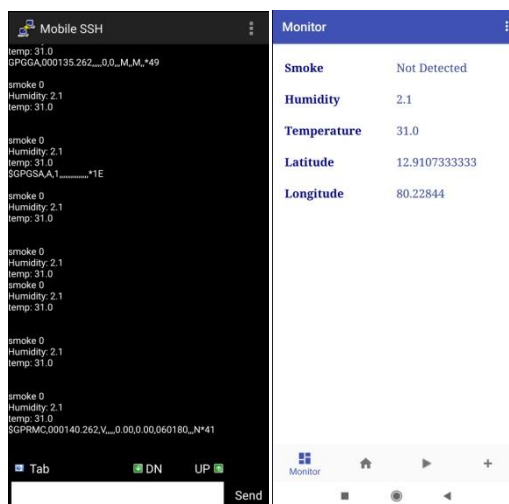 Mobile SSH
temp: 31.0
GPGGA,000135.262,,,,,0,0,,,M,,M,,*49
smoke 0
Humidity: 2.1
temp: 31.0
smoke 0
Humidity: 2.1
temp: 31.0
$GPGSA,A,1,,,,,,,,,,,,,,,*1E
smoke 0
Humidity: 2.1
temp: 31.0
smoke 0
Humidity: 2.1
temp: 31.0
smoke 0
Humidity: 2.1
temp: 31.0
smoke 0
Humidity: 2.1
temp: 31.0
smoke 0
Humidity: 2.1
temp: 31.0
$GPRMC,000140.262,V,,,,,0.00,0.00,060180,,,N*41
Tab DN UP
Send
Monitor
Smoke Not Detected
Humidity 2.1
Temperature 31.0
Latitude 12.9107333333
Longitude 80.22844
Monitor